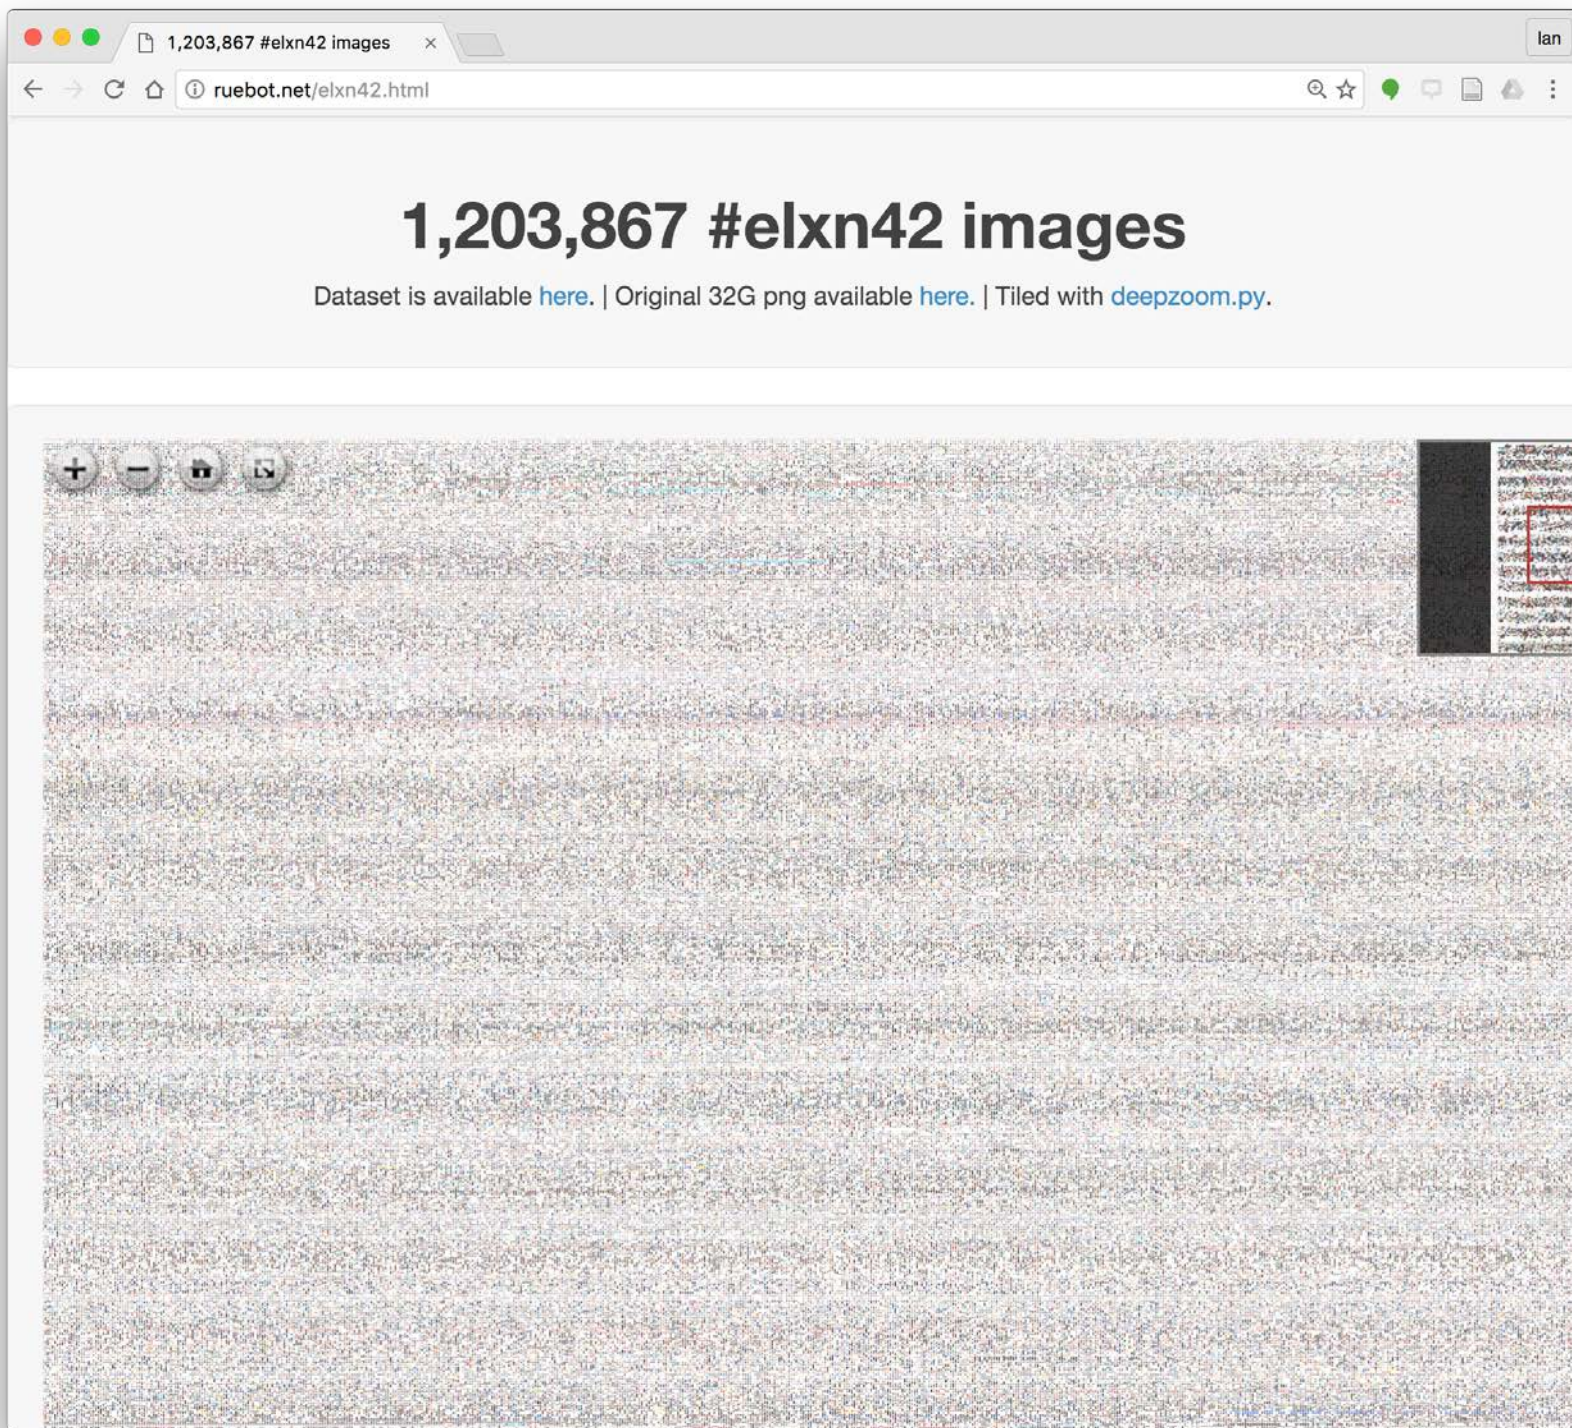 1,203,867 #elxn42 images
Ian
ruebot.net/elxn42.html
1,203,867 #elxn42 images
Dataset is available here. | Original 32G png available here. | Tiled with deepzoom.py.